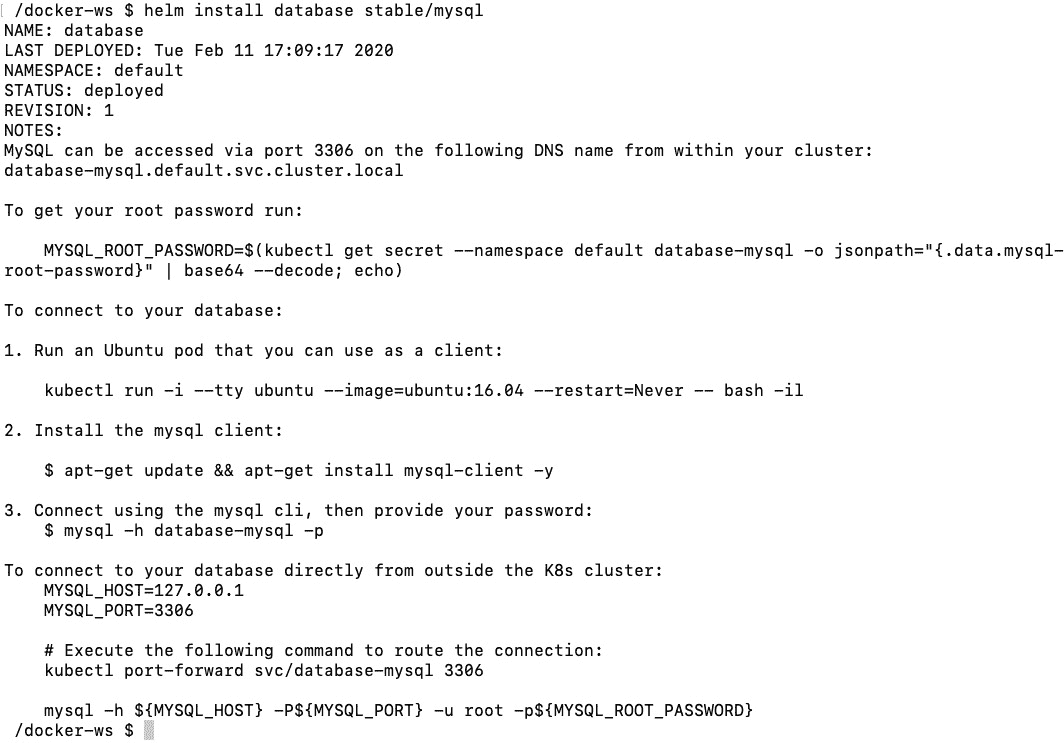 /docker-ws $ helm install database stable/mysql
NAME: database
LAST DEPLOYED: Tue Feb 11 17:09:17 2020
NAMESPACE: default
STATUS: deployed
REVISION: 1
NOTES:
MySQL can be accessed via port 3306 on the following DNS name from within your cluster:
database-mysql.default.svc.cluster.local

To get your root password run:

    MYSQL_ROOT_PASSWORD=$(kubectl get secret --namespace default database-mysql -o jsonpath="{.data.mysql-
root-password}" | base64 --decode; echo)

To connect to your database:

1. Run an Ubuntu pod that you can use as a client:

    kubectl run -i --tty ubuntu --image=ubuntu:16.04 --restart=Never -- bash -il

2. Install the mysql client:

    $ apt-get update && apt-get install mysql-client -y

3. Connect using the mysql cli, then provide your password:
    $ mysql -h database-mysql -p

To connect to your database directly from outside the K8s cluster:
    MYSQL_HOST=127.0.0.1
    MYSQL_PORT=3306

    # Execute the following command to route the connection:
    kubectl port-forward svc/database-mysql 3306

    mysql -h ${MYSQL_HOST} -P${MYSQL_PORT} -u root -p${MYSQL_ROOT_PASSWORD}
/docker-ws $